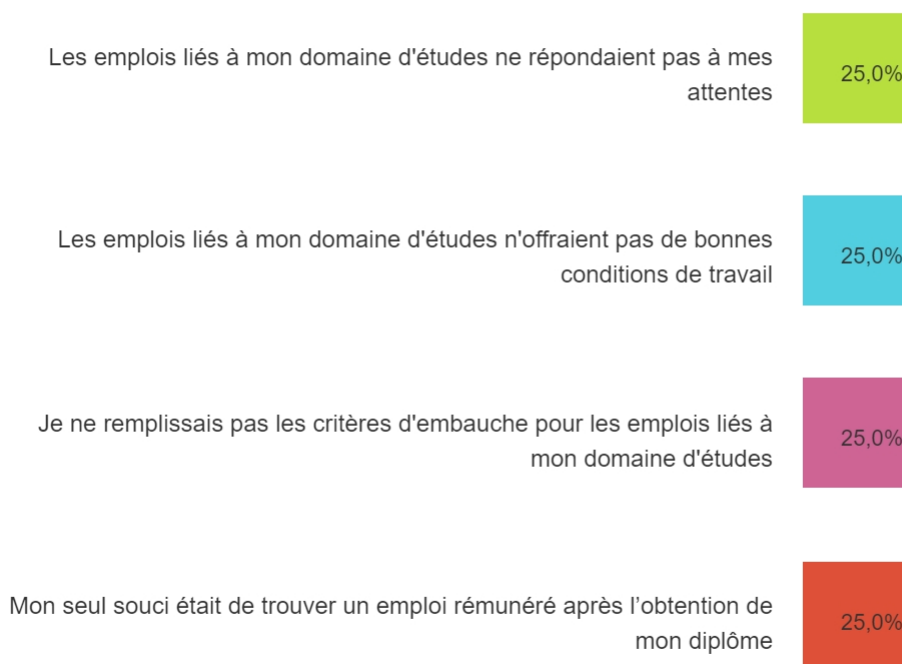 Les emplois liés à mon domaine d'études ne répondaient pas à mes
attentes
25,0%
Les emplois liés à mon domaine d'études n'offraient pas de bonnes
conditions de travail
25,0%
Je ne remplissais pas les critères d'embauche pour les emplois liés à
mon domaine d'études
25,0%
Mon seul souci était de trouver un emploi rémunéré après l’obtention de
mon diplôme
25,0%